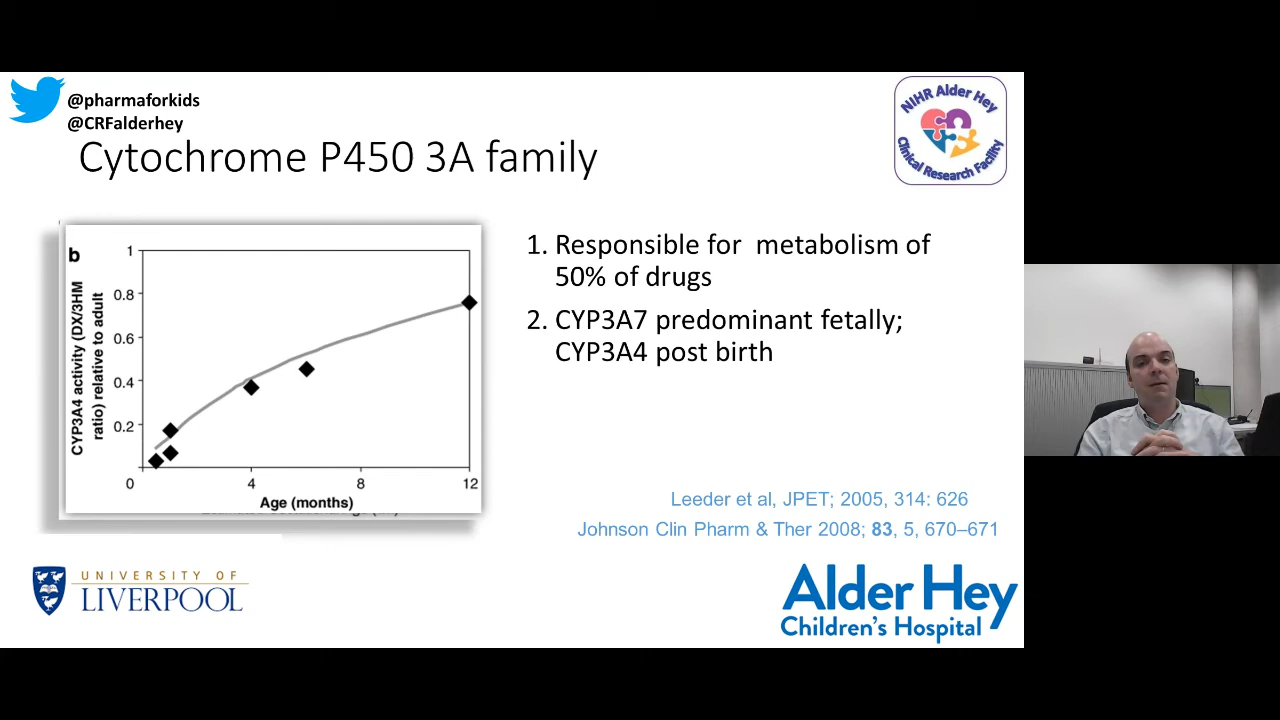 @pharmaforkids
@CRFalderhey
NIHR Alder Hey
Clinical Research Facility
Cytochrome P450 3A family
b
CYP3A4 activity (DX/3HM
ratio) relative to adult
1
0.8
0.6
0.4
0.2
0
4
8
12
Age (months)
1. Responsible for metabolism of
50% of drugs
2. CYP3A7 predominant fetally;
CYP3A4 post birth
Leeder et al, JPET; 2005, 314: 626
Johnson Clin Pharm & Ther 2008; 83, 5, 670–671
UNIVERSITY OF
LIVERPOOL
Alder Hey
Children's Hospital